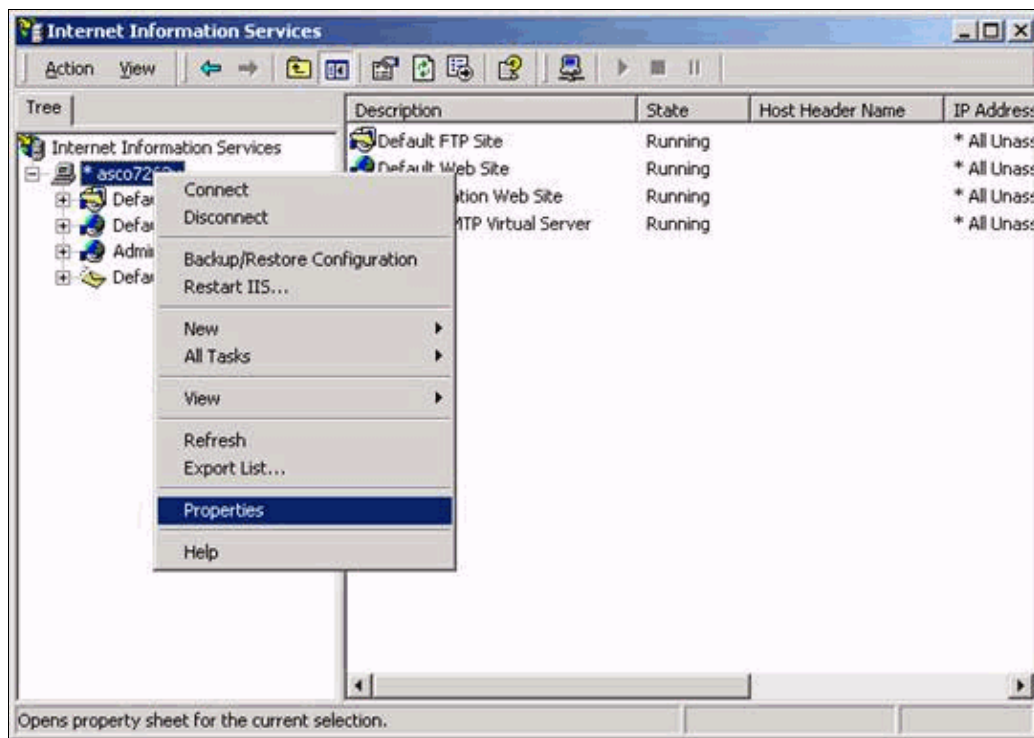 Internet Information Services
Action View
Tree
Description State Host Header Name IP Address
Internet Information Services
* asco72
Default FTP Site Running * All Unass
Default Web Site Running * All Unass
Defa
tion Web Site Running * All Unass
Defa
MTP Virtual Server Running * All Unass
Admi
Defa
Connect
Disconnect
Backup/Restore Configuration
Restart IIS...
New
All Tasks
View
Refresh
Export List...
Properties
Help
Opens property sheet for the current selection.